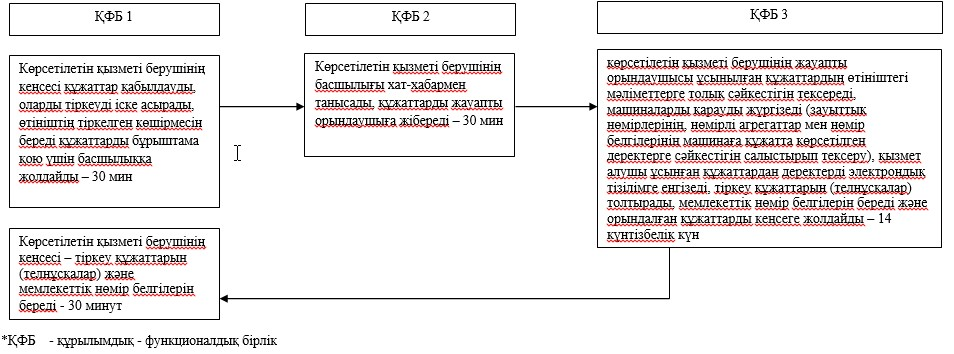 ҚФБ 1
ҚФБ 2
ҚФБ 3
Көрсетілетін қызметі берушінің
кеңсесі құжаттар қабылдауды,
оларды тіркеуді іске асырады,
өтініштің тіркелген көшірмесін
береді құжаттарды бұрыштама
қою үшін басшылыққа
жолдайды – 30 мин
Көрсетілетін қызметі берушінің
басшылығы хат-хабармен
танысады, құжаттарды жауапты
орындаушыға жібереді – 30 мин
көрсетілетін қызметі берушінің жауапты
орындаушысы ұсынылған құжаттардың өтініштегі
мәліметтерге толық сәйкестігін тексереді,
машиналарды қарауды жүргізеді (зауыттық
нөмірлерінің, нөмірлі агрегаттар мен нөмір
белгілерінің машинаға құжатта көрсетілген
деректерге сәйкестігін салыстырып тексеру), қызмет
алушы ұсынған құжаттардан деректерді электрондық
тізілімге енгізеді, тіркеу құжаттарын (телнұсқалар)
толтырады, мемлекеттік нөмір белгілерін береді және
орындалған құжаттарды кеңсеге жолдайды – 14
күнтізбелік күн
Көрсетілетін қызметі берушінің
кеңсесі – тіркеу құжаттарын
(телнұсқалар) және
мемлекеттік нөмір белгілерін
береді - 30 минут
*ҚФБ - құрылымдық - функционалдық бірлік